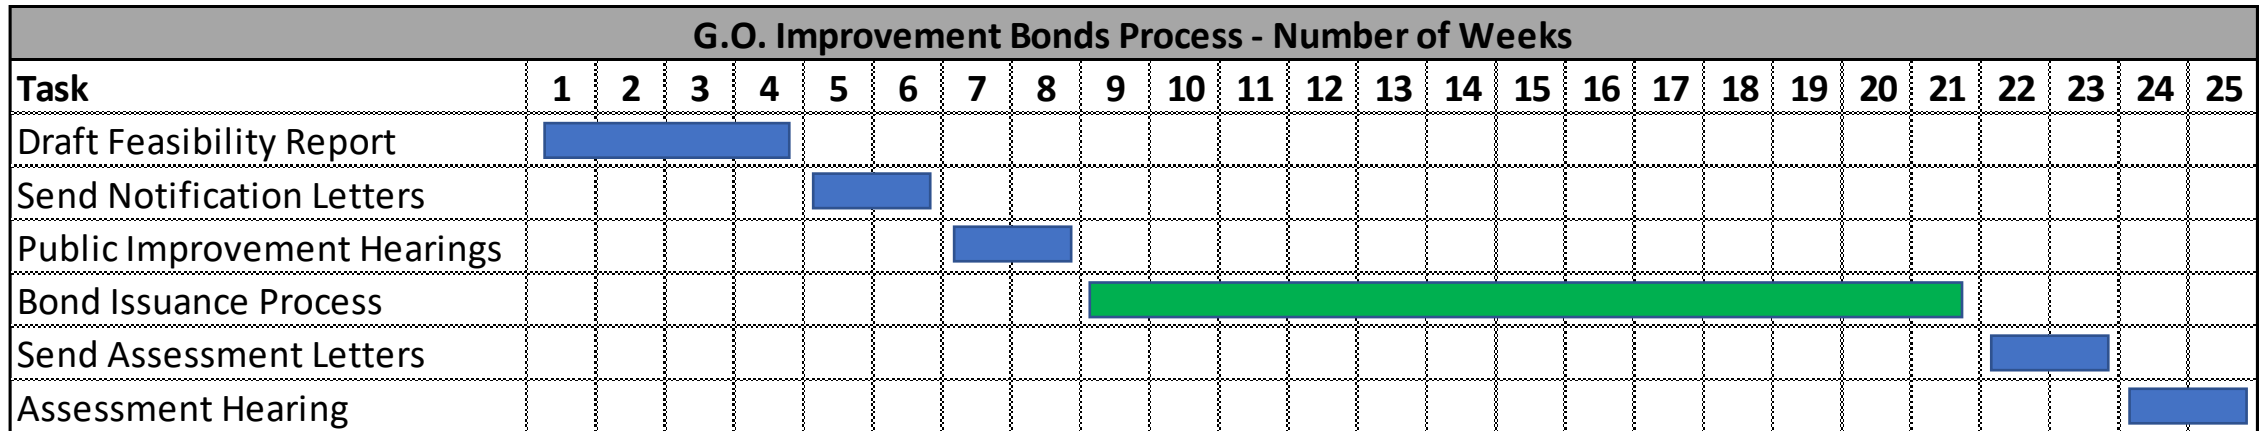 G.O. Improvement Bonds Process - Number of Weeks
Task 1 2 3 4 5 6 7 8 9 10 11 12 13 14 15 16 17 18 19 20 21 22 23 24 25
Draft Feasibility Report
Send Notification Letters
Public Improvement Hearings
Bond Issuance Process
Send Assessment Letters
Assessment Hearing